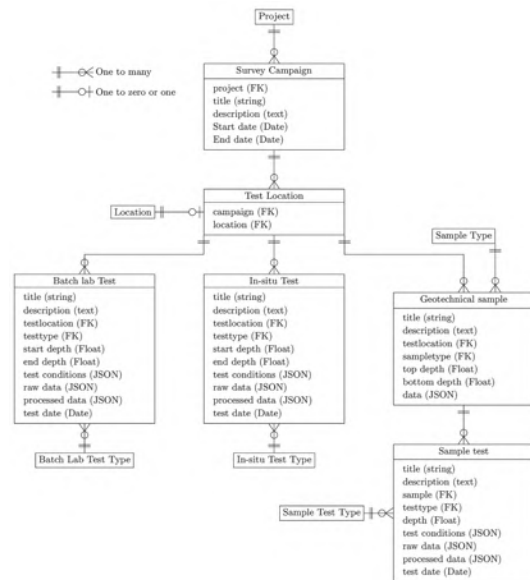 Project
One to many
One to zero or one
Survey Campaign
project (FK)
title (string)
description (text)
Start date (Date)
End date (Date)
Test Location
campaign (FK)
location (FK)
Location
Sample Type
Batch lab Test
title (string)
description (text)
testlocation (FK)
testtype (FK)
start depth (Float)
end depth (Float)
test conditions (JSON)
raw data (JSON)
processed data (JSON)
test date (Date)
Batch Lab Test Type
In-situ Test
title (string)
description (text)
testlocation (FK)
testtype (FK)
start depth (Float)
end depth (Float)
test conditions (JSON)
raw data (JSON)
processed data (JSON)
test date (Date)
In-situ Test Type
Geotechnical sample
title (string)
description (text)
testlocation (FK)
sampletype (FK)
top depth (Float)
bottom depth (Float)
data (JSON)
Sample test
title (string)
description (text)
sample (FK)
testtype (FK)
depth (Float)
test conditions (JSON)
raw data (JSON)
processed data (JSON)
test date (Date)
Sample Test Type